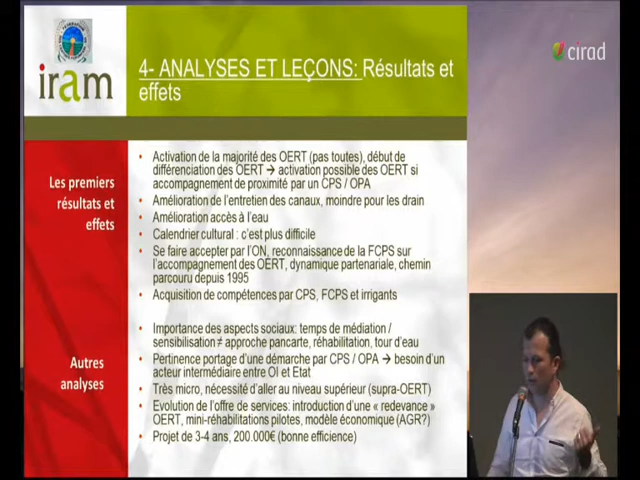 iram
cirad
4- ANALYSES ET LEÇONS: Résultats et
effets
Les premiers
résultats et
effets
• Activation de la majorité des OERT (pas toutes), début de
différenciation des OERT → activation possible des OERT si
accompagnement de proximité par un CPS / OPA
• Amélioration de l'entretien des canaux, moindre pour les drain
• Amélioration accès à l'eau
• Calendrier cultural : c'est plus difficile
• Se faire accepter par l'ON, reconnaissance de la FCPS sur
l'accompagnement des OERT, dynamique partenariale, chemin
parcouru depuis 1995
• Acquisition de compétences par CPS, FCPS et irrigants
Autres
analyses
• Importance des aspects sociaux: temps de médiation /
sensibilisation ≠ approche pancarte, réhabilitation, tour d'eau
• Pertinence portage d'une démarche par CPS / OPA → besoin d'un
acteur intermédiaire entre OI et Etat
• Très micro, nécessité d'aller au niveau supérieur (supra-OERT)
• Evolution de l'offre de services: introduction d'une « redevance »
OERT, mini-réhabilitations pilotes, modèle économique (AGR?)
• Projet de 3-4 ans, 200.000€ (bonne efficience)